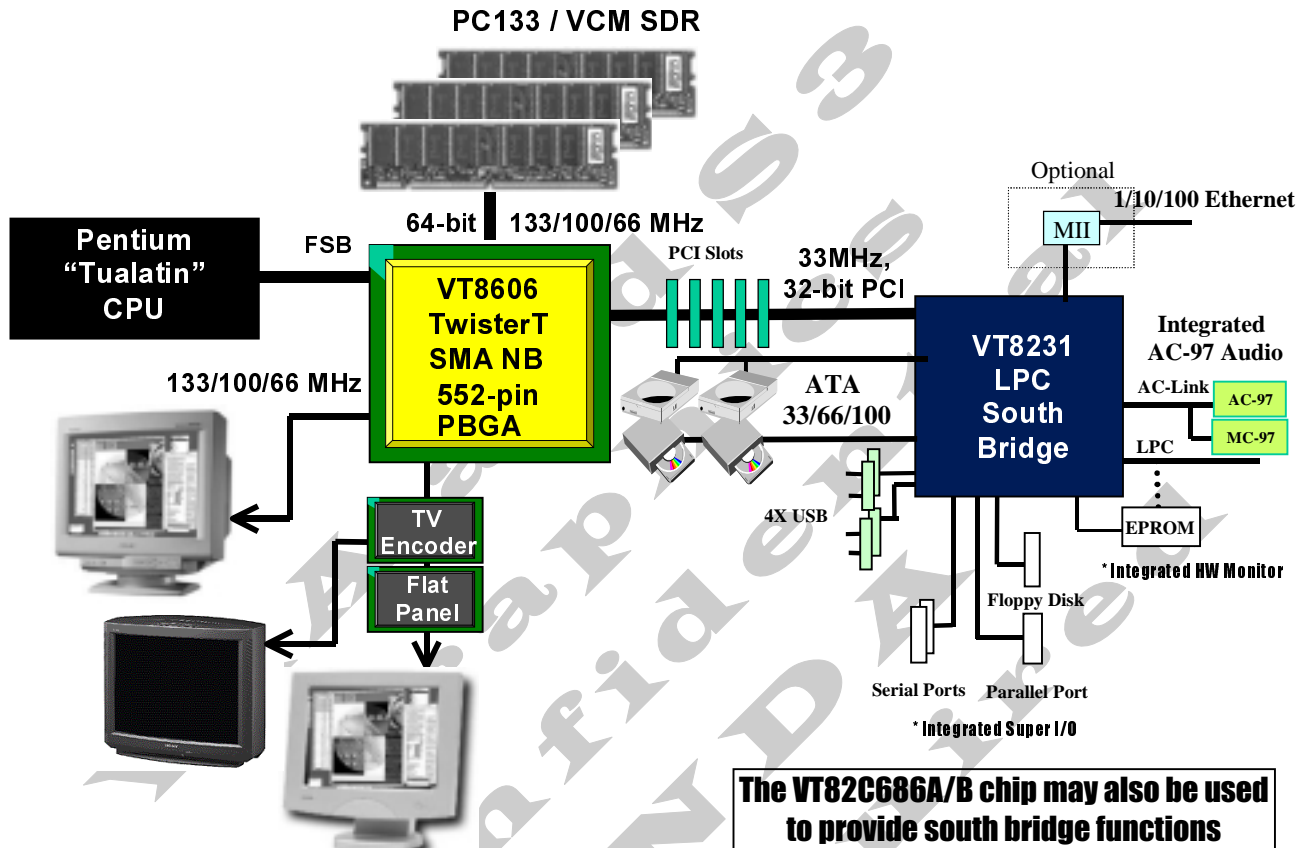 PC133 / VCM SDR
64-bit
133/100/66 MHz
Pentium
“Tualatin”
CPU
FSB
VT8606
TwisterT
SMA NB
552-pin
PBGA
133/100/66 MHz
TV
Encoder
Flat
Panel
PCI Slots
33MHz,
32-bit PCI
ATA
33/66/100
4X USB
Optional
MII
1/10/100 Ethernet
VT8231
LPC
South
Bridge
Integrated
AC-97 Audio
AC-Link
AC-97
MC-97
LPC
EPROM
* Integrated HW Monitor
Floppy Disk
Serial Ports
Parallel Port
* Integrated Super I/O
The VT82C686A/B chip may also be used
to provide south bridge functions